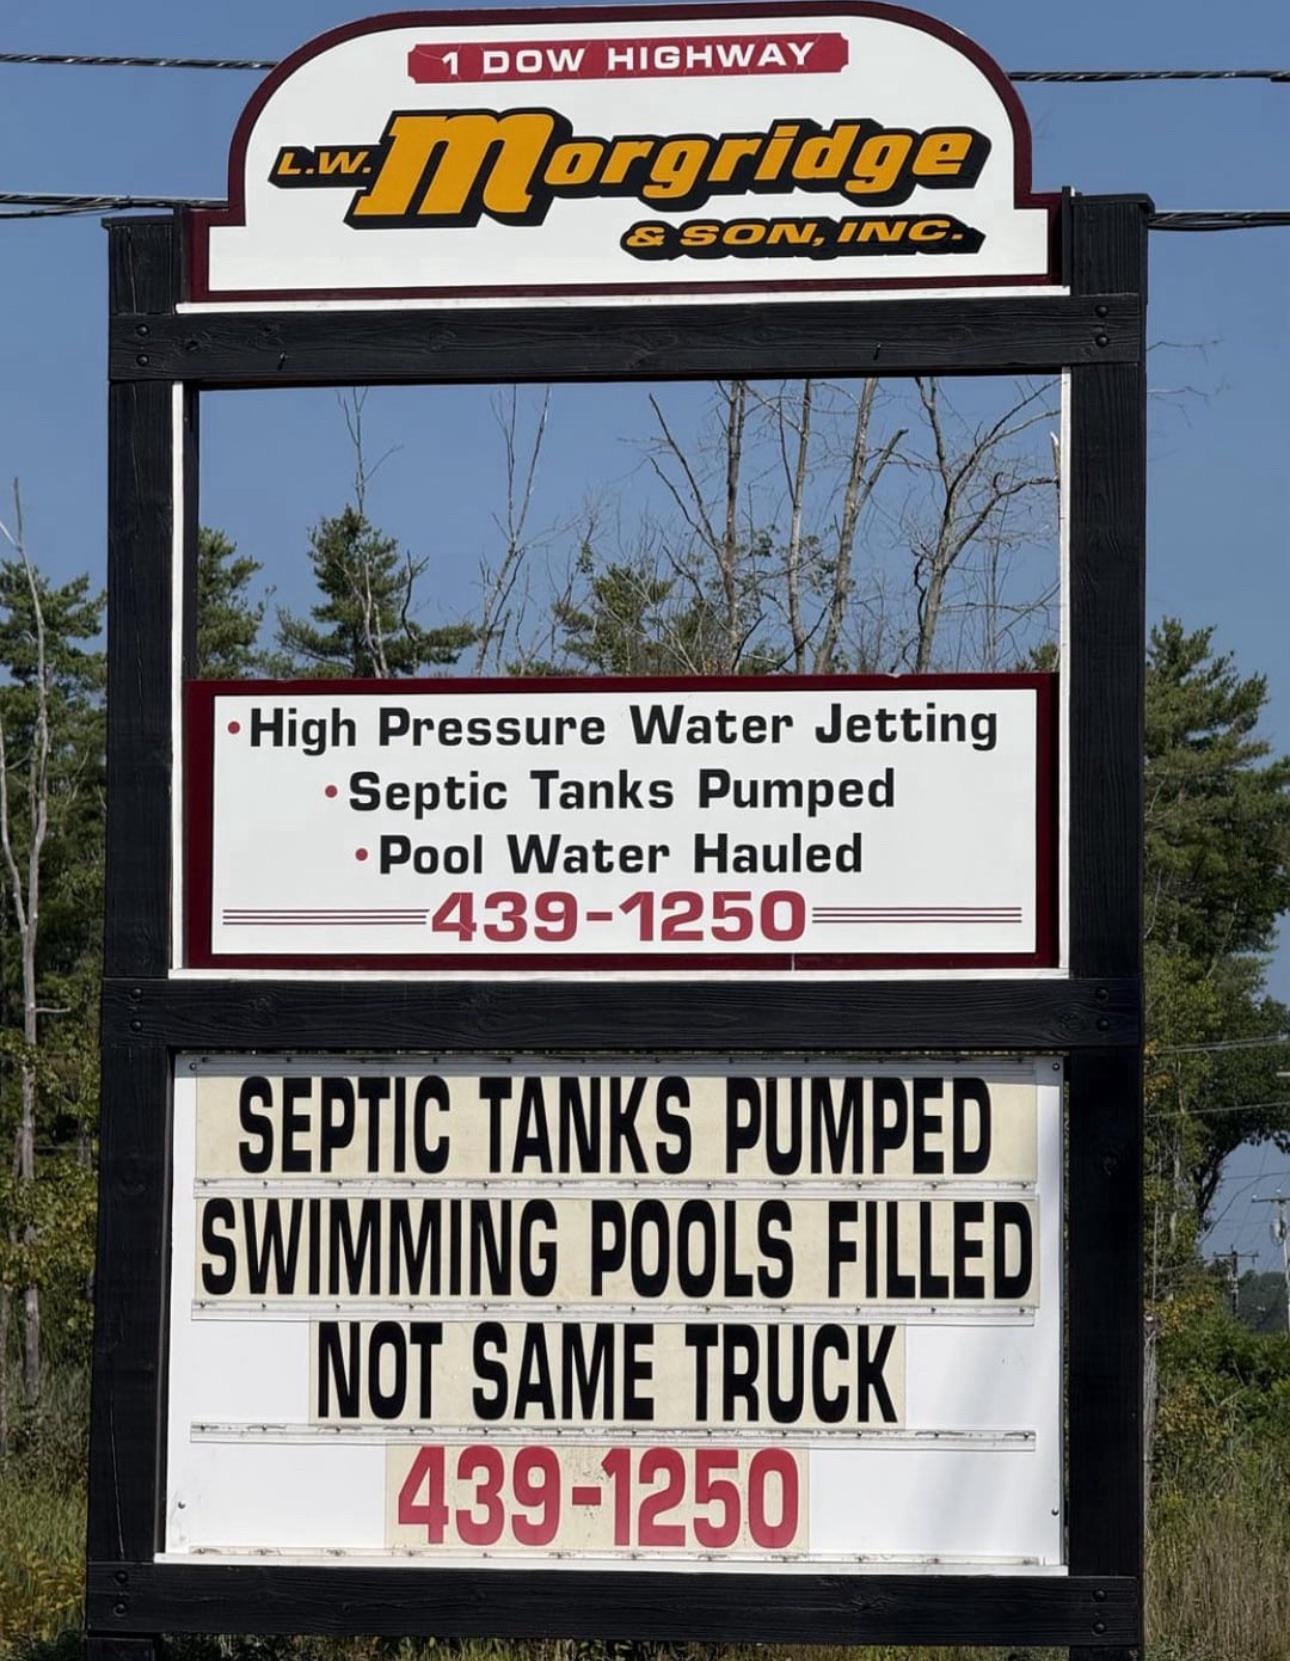 1 DOW HIGHWAY
L.W. Morgridge
& SON, INC.
•High Pressure Water Jetting
•Septic Tanks Pumped
•Pool Water Hauled
439-1250
SEPTIC TANKS PUMPED
SWIMMING POOLS FILLED
NOT SAME TRUCK
439-1250